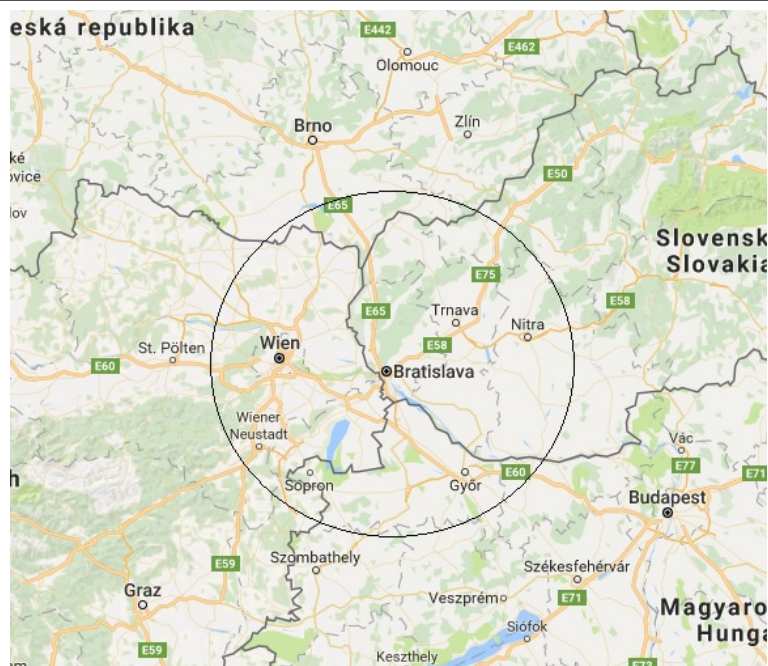 eská republika
E442
E462
Olomouc
Brno
Zlín
ké
ovice
E50
lov
E65
Slovensk
Slovakia
E75
E58
E65
Trnava
Nitra
Wien
E58
St. Pölten
E60
Bratislava
Wiener
Neustadt
Vác
E77
E71
h
Sopron
Győr
E60
Budapest
Szombathely
E59
Székesfehérvár
Graz
E71
Veszprém
Magyaro
Hunga
Siófok
E59
Keszthely
E73